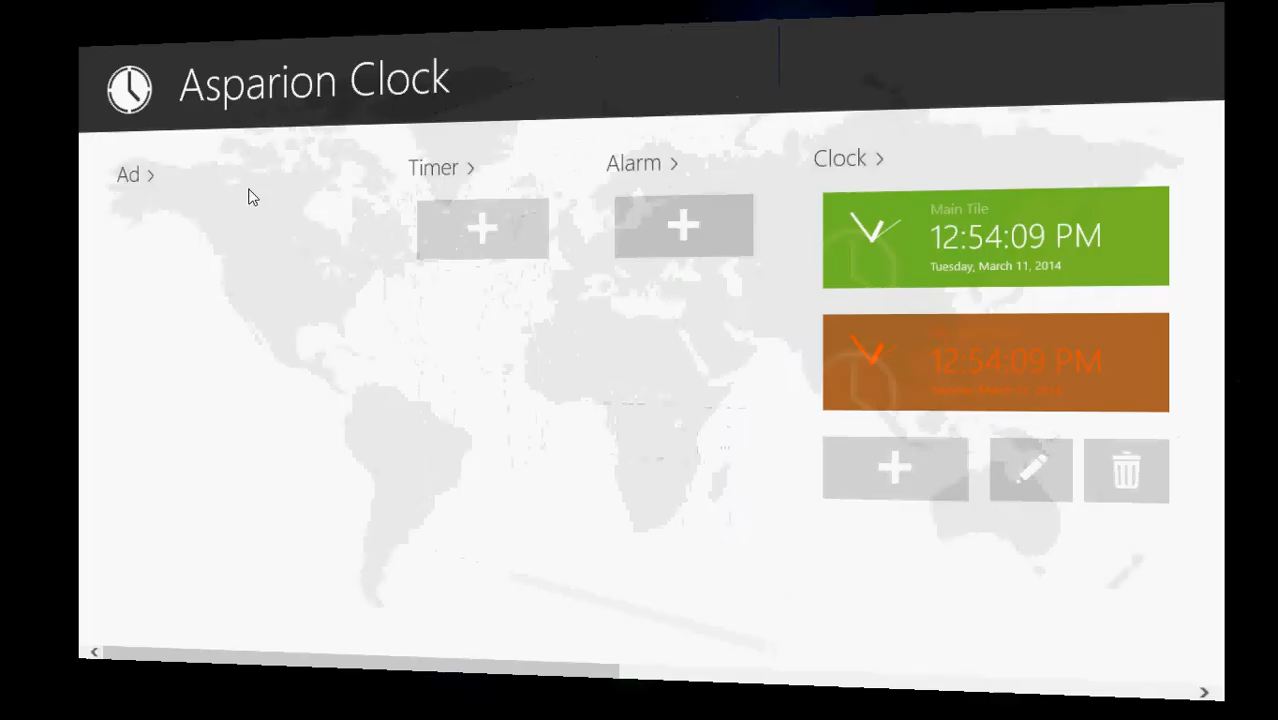 Asparion Clock
Ad
Timer
Alarm
Clock
Main Tile
12:54:09 PM
Tuesday, March 11, 2014
12:54:09 PM